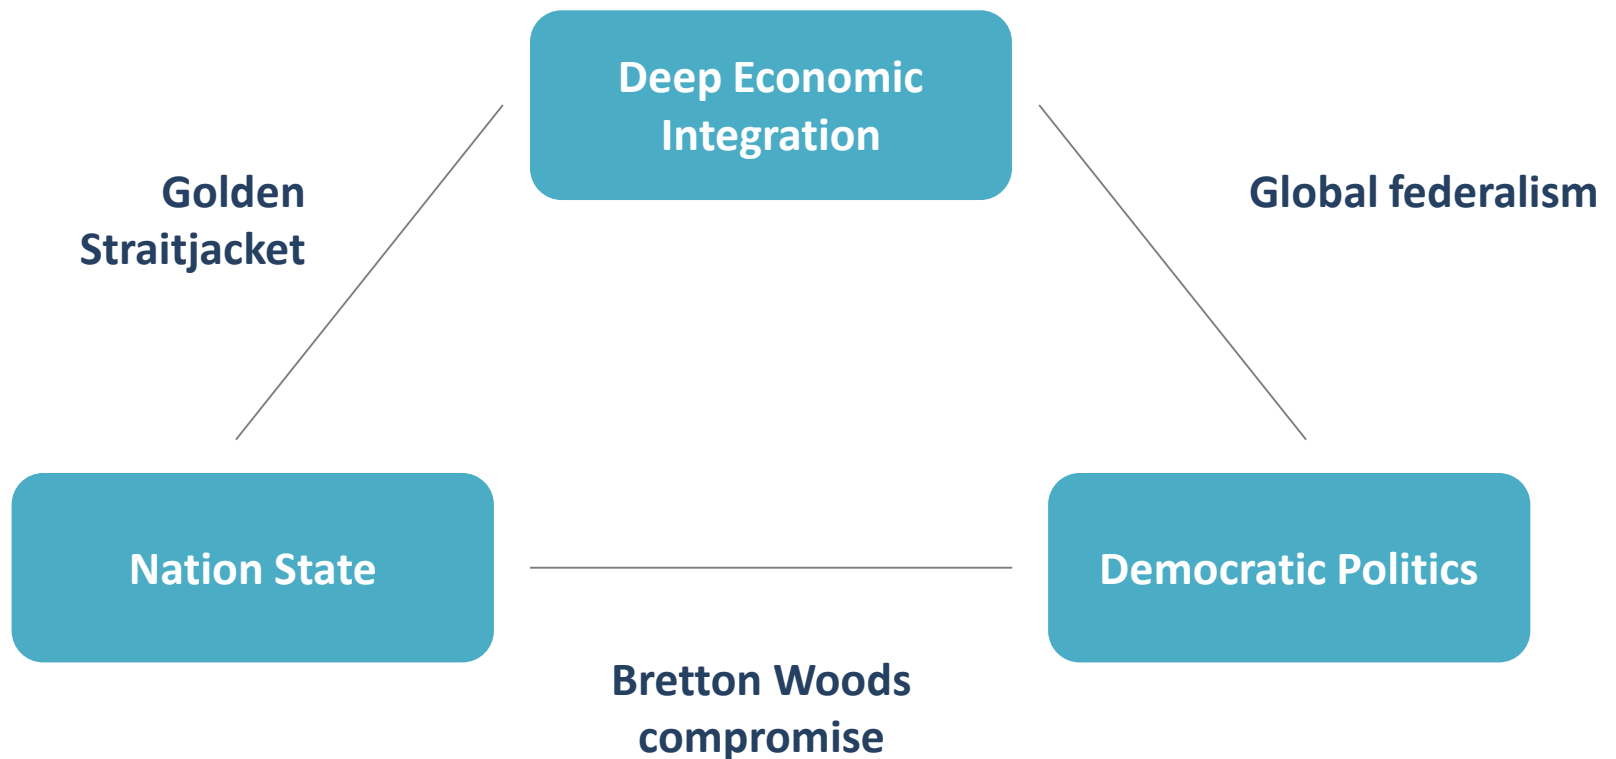 Deep Economic
Integration
Golden
Straitjacket
Global federalism
Nation State
Democratic Politics
Bretton Woods
compromise